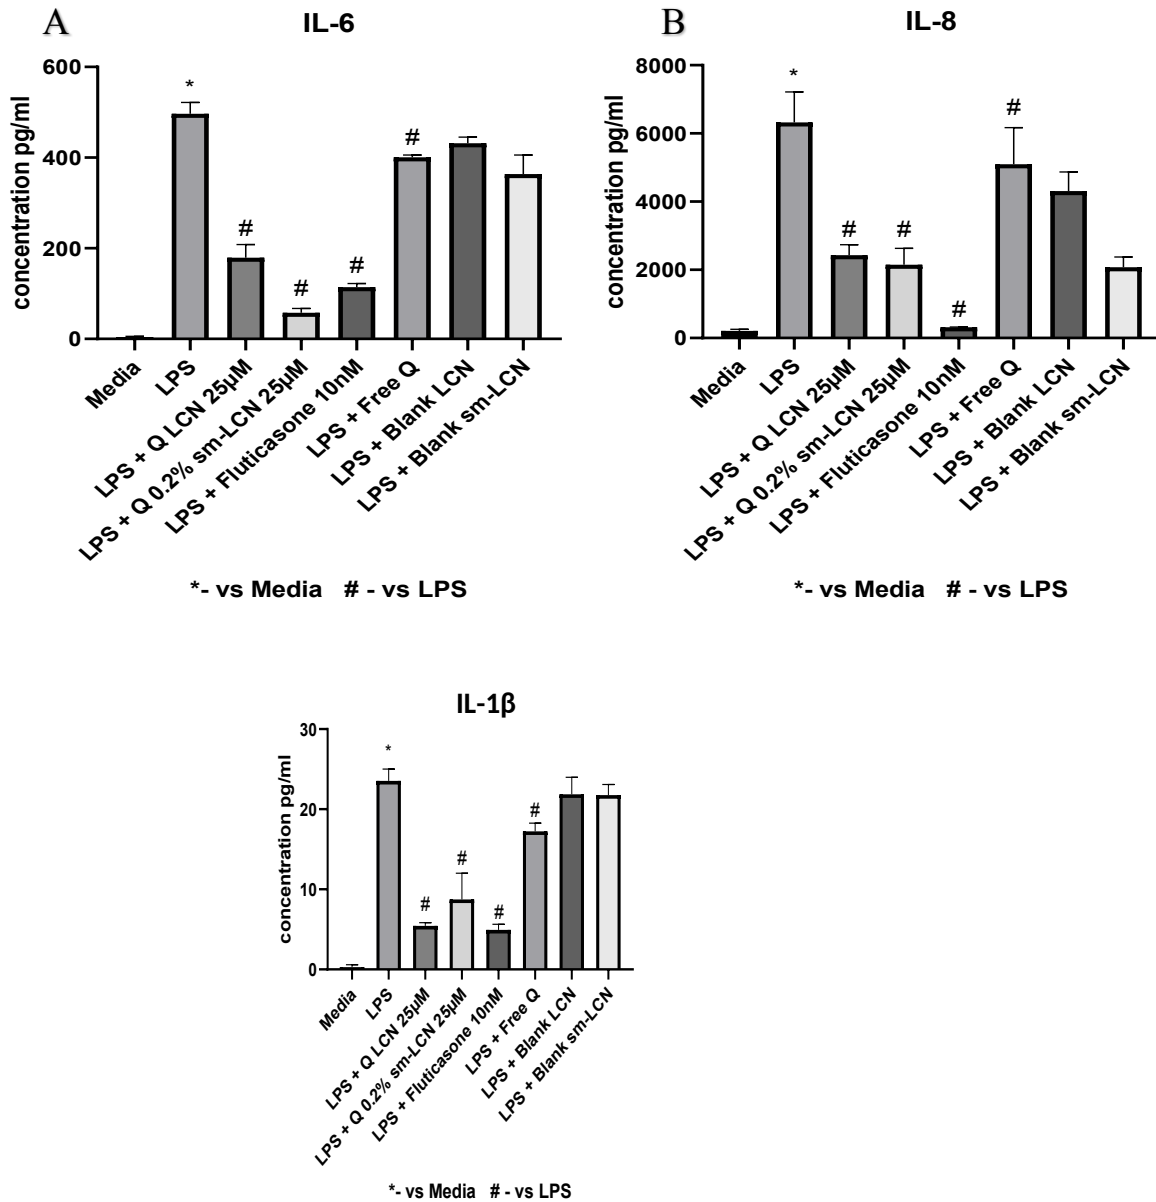 A
IL-6
concentration pg/ml
600
400
200
0
*
#
#
#
#
Media
LPS
LPS + Q LCN 25µM
LPS + Q 0.2% sm-LCN 25µM
LPS + Fluticasone 10nM
LPS + Free Q
LPS + Blank LCN
LPS + Blank sm-LCN
*- vs Media # - vs LPS
B
IL-8
concentration pg/ml
8000
6000
4000
2000
0
*
#
#
#
#
Media
LPS
LPS + Q LCN 25µM
LPS + Q 0.2% sm-LCN 25µM
LPS + Fluticasone 10nM
LPS + Free Q
LPS + Blank LCN
LPS + Blank sm-LCN
*- vs Media # - vs LPS
IL-1β
concentration pg/ml
30
20
10
0
*
#
#
#
#
Media
LPS
LPS + Q LCN 25µM
LPS + Q 0.2% sm-LCN 25µM
LPS + Fluticasone 10nM
LPS + Free Q
LPS + Blank LCN
LPS + Blank sm-LCN
*- vs Media # - vs LPS